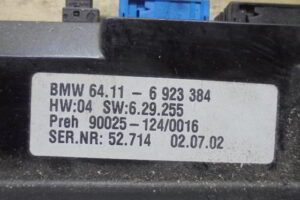 BMW 64.11 - 6 923 384
HW:04 SW:6.29.255
Preh 90025-124/0016
SER.NR: 52.714 02.07.02